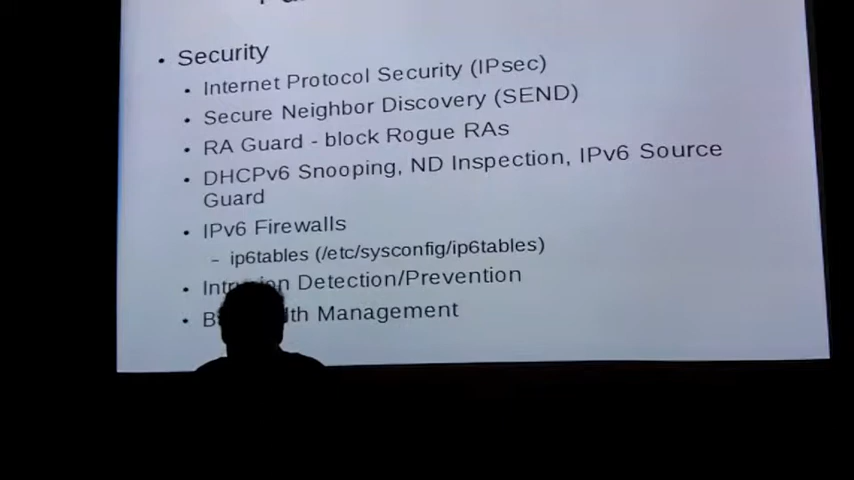 • Security
• Internet Protocol Security (IPsec)
• Secure Neighbor Discovery (SEND)
• RA Guard - block Rogue RAs
• DHCPv6 Snooping, ND Inspection, IPv6 Source
Guard
• IPv6 Firewalls
– ip6tables (/etc/sysconfig/ip6tables)
• Detection/Prevention
• Management